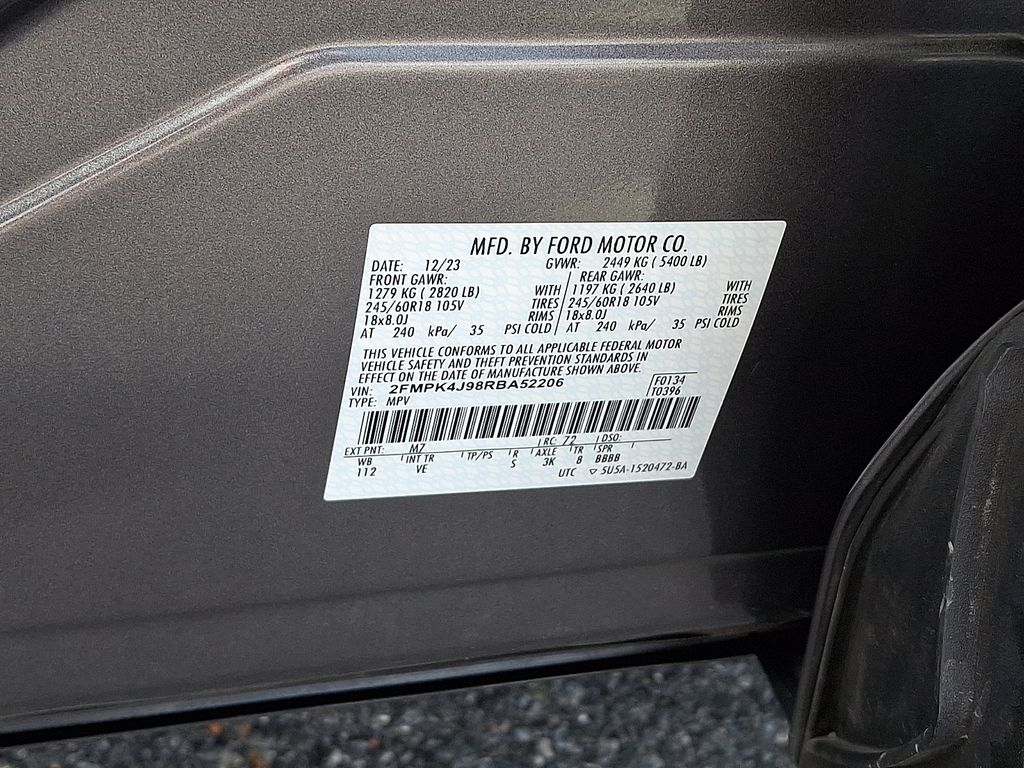 MFD. BY FORD MOTOR CO.
DATE: 12/23 GVWR: 2449 KG ( 5400 LB)
FRONT GAWR: REAR GAWR:
1279 KG ( 2820 LB) WITH 1197 KG ( 2640 LB) WITH
245/60R18 105V TIRES 245/60R18 105V TIRES
18x8.0J RIMS 18x8.0J RIMS
AT 240 kPa/ 35 PSI COLD AT 240 kPa/ 35 PSI COLD
THIS VEHICLE CONFORMS TO ALL APPLICABLE FEDERAL MOTOR
VEHICLE SAFETY AND THEFT PREVENTION STANDARDS IN
EFFECT ON THE DATE OF MANUFACTURE SHOWN ABOVE.
VIN: 2FMPK4J98RBA52206 F0134
TYPE: MPV T0396
EXT PNT: M7 RC: 72 DSO:
WB INT TR TP/PS R AXLE TR SPR
112 VE S 3K B BBBB
UTC ▽ 5U5A-1520472-BA